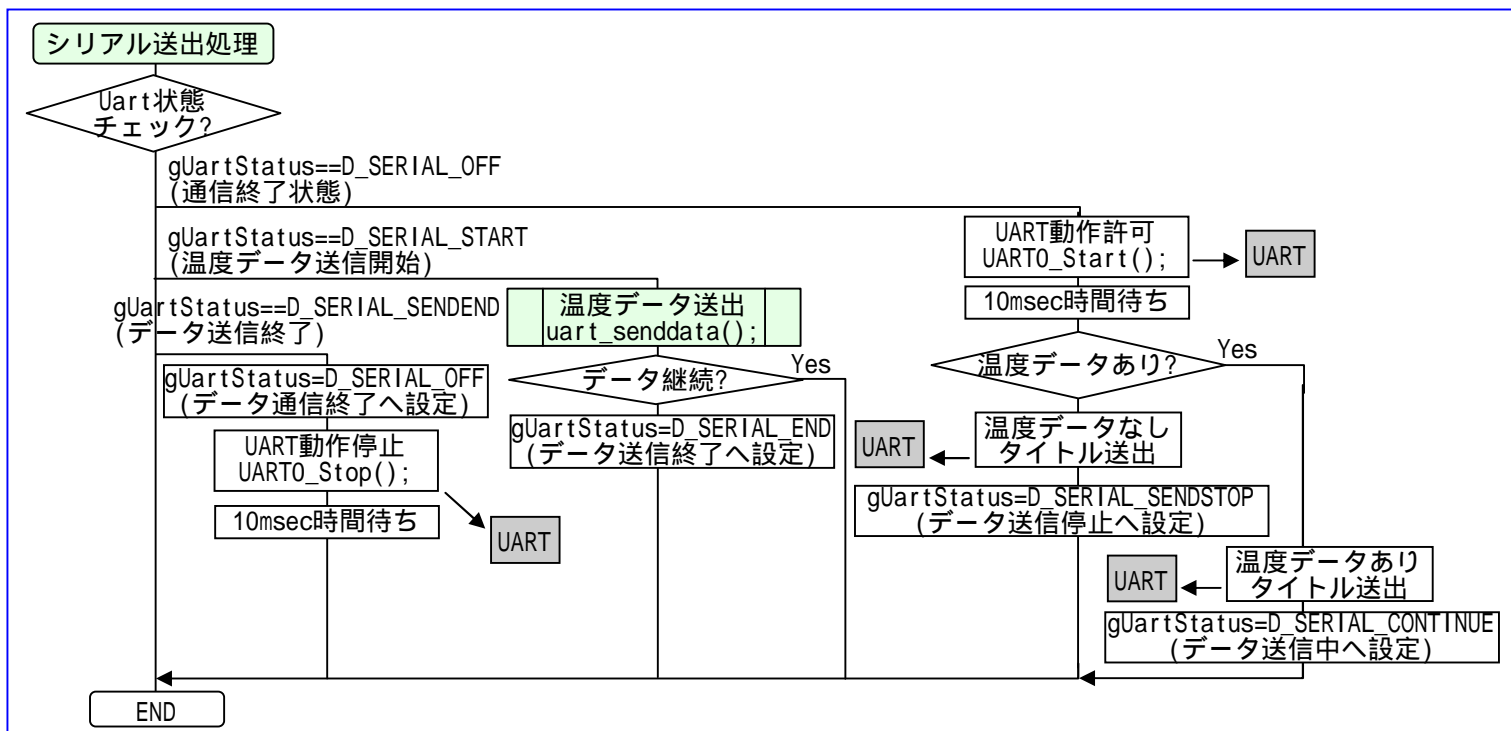 シリアル送出処理
Uart状態
チェック?
gUartStatus==D_SERIAL_OFF
(通信終了状態)
gUartStatus==D_SERIAL_START
(温度データ送信開始)
gUartStatus==D_SERIAL_SENDEND
(データ送信終了)
gUartStatus=D_SERIAL_OFF
(データ通信終了へ設定)
UART動作停止
UART0_Stop();
10msec時間待ち
UART
温度データ送出
uart_senddata();
データ継続?
Yes
gUartStatus=D_SERIAL_END
(データ送信終了へ設定)
UART動作許可
UART0_Start();
UART
10msec時間待ち
温度データあり?
Yes
温度データなし
タイトル送出
UART
gUartStatus=D_SERIAL_SENDSTOP
(データ送信停止へ設定)
温度データあり
タイトル送出
UART
gUartStatus=D_SERIAL_CONTINUE
(データ送信中へ設定)
END